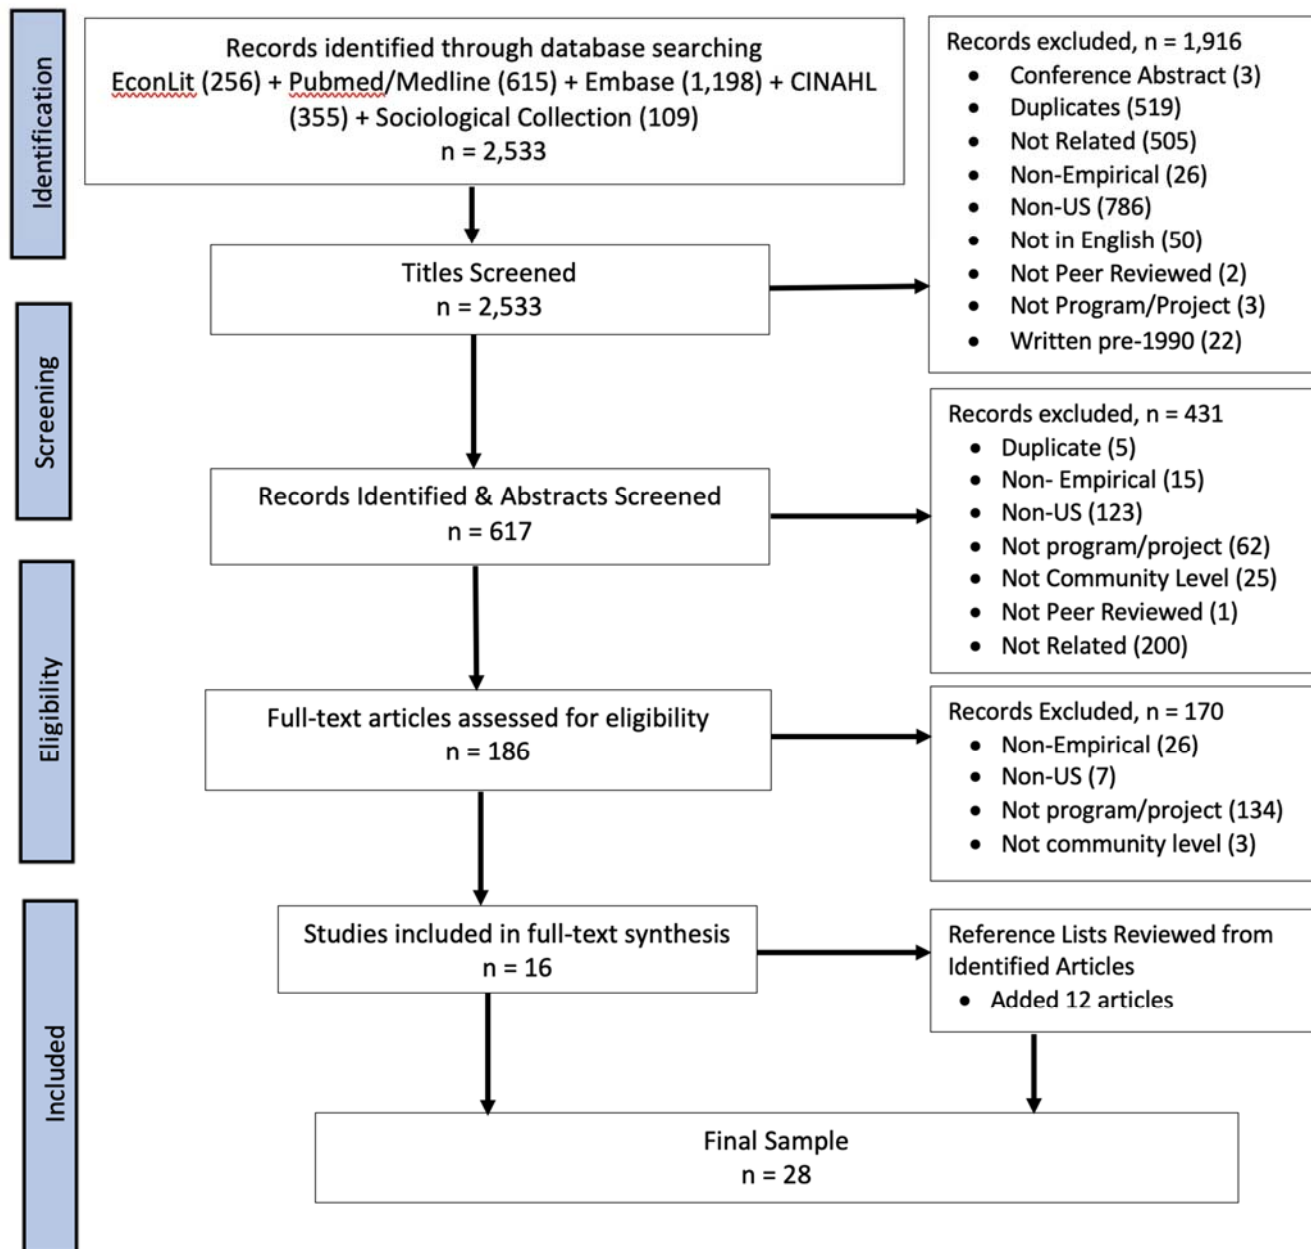 Identification
Records identified through database searching
EconLit (256) + Pubmed/Medline (615) + Embase (1,198) + CINAHL
(355) + Sociological Collection (109)
n = 2,533
Records excluded, n = 1,916
• Conference Abstract (3)
• Duplicates (519)
• Not Related (505)
• Non-Empirical (26)
• Non-US (786)
• Not in English (50)
• Not Peer Reviewed (2)
• Not Program/Project (3)
• Written pre-1990 (22)
Titles Screened
n = 2,533
Screening
Records Identified & Abstracts Screened
n = 617
Records excluded, n = 431
• Duplicate (5)
• Non- Empirical (15)
• Non-US (123)
• Not program/project (62)
• Not Community Level (25)
• Not Peer Reviewed (1)
• Not Related (200)
Eligibility
Full-text articles assessed for eligibility
n = 186
Records Excluded, n = 170
• Non-Empirical (26)
• Non-US (7)
• Not program/project (134)
• Not community level (3)
Included
Studies included in full-text synthesis
n = 16
Reference Lists Reviewed from
Identified Articles
• Added 12 articles
Final Sample
n = 28